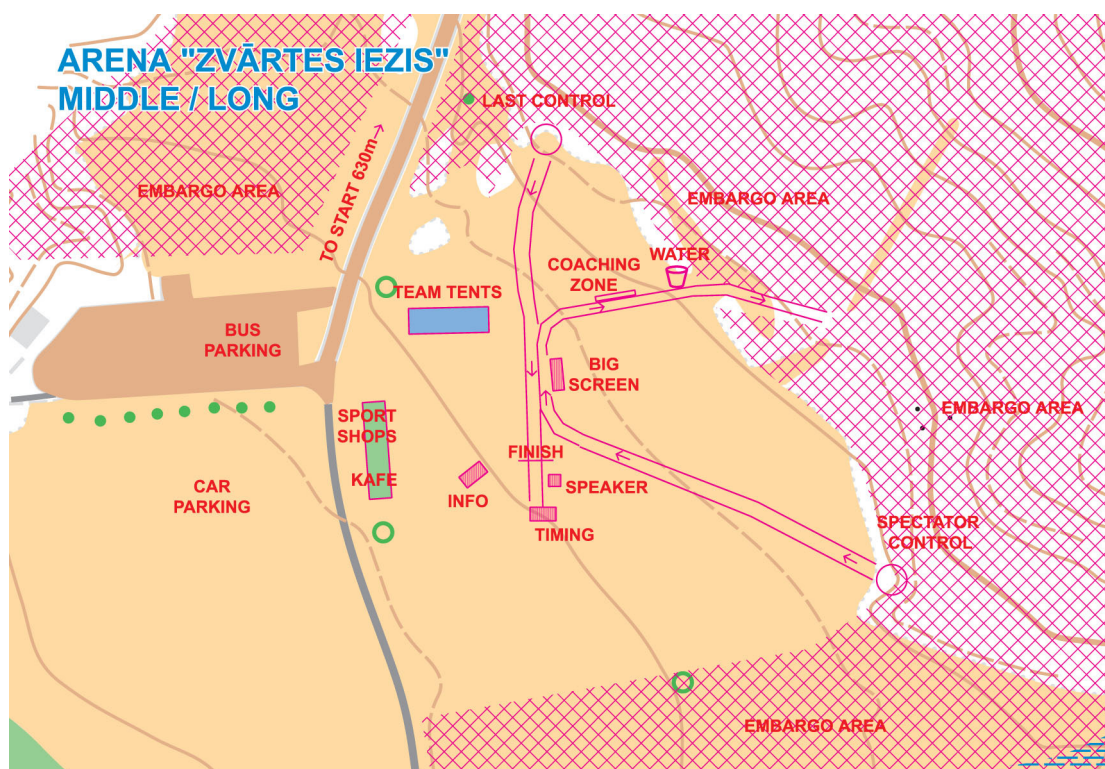 ARENA "ZVĀRTES IEZIS"
MIDDLE / LONG
LAST CONTROL
EMBARGO AREA
EMBARGO AREA
TO START 630m
WATER
COACHING
ZONE
TEAM TENTS
BUS
PARKING
BIG
SCREEN
EMBARGO AREA
SPORT
SHOPS
FINISH
KAFE
CAR
PARKING
INFO
SPEAKER
TIMING
SPECTATOR
CONTROL
EMBARGO AREA